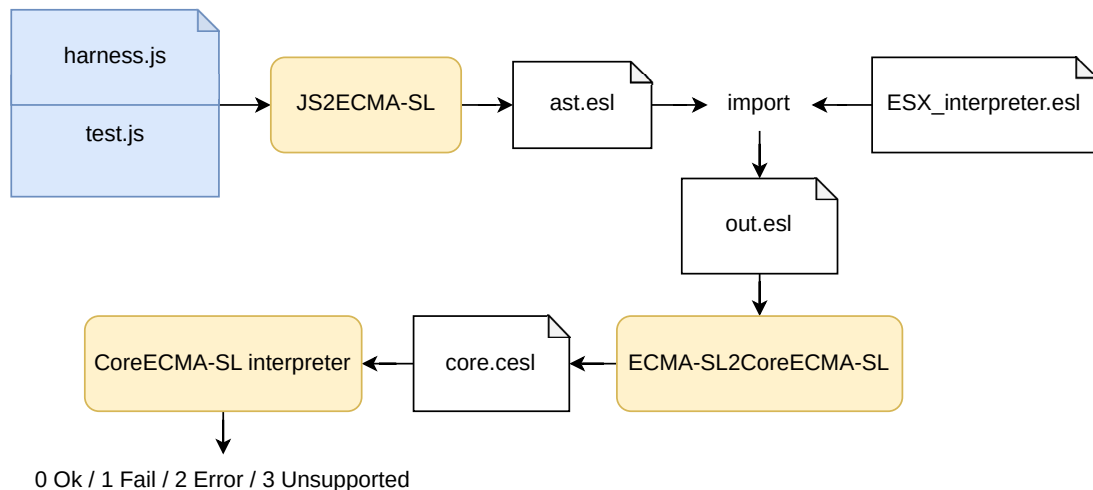 harness.js
test.js
JS2ECMA-SL
ast.esl
import
ESX_interpreter.esl
out.esl
CoreECMA-SL interpreter
core.cesl
ECMA-SL2CoreECMA-SL
0 Ok / 1 Fail / 2 Error / 3 Unsupported